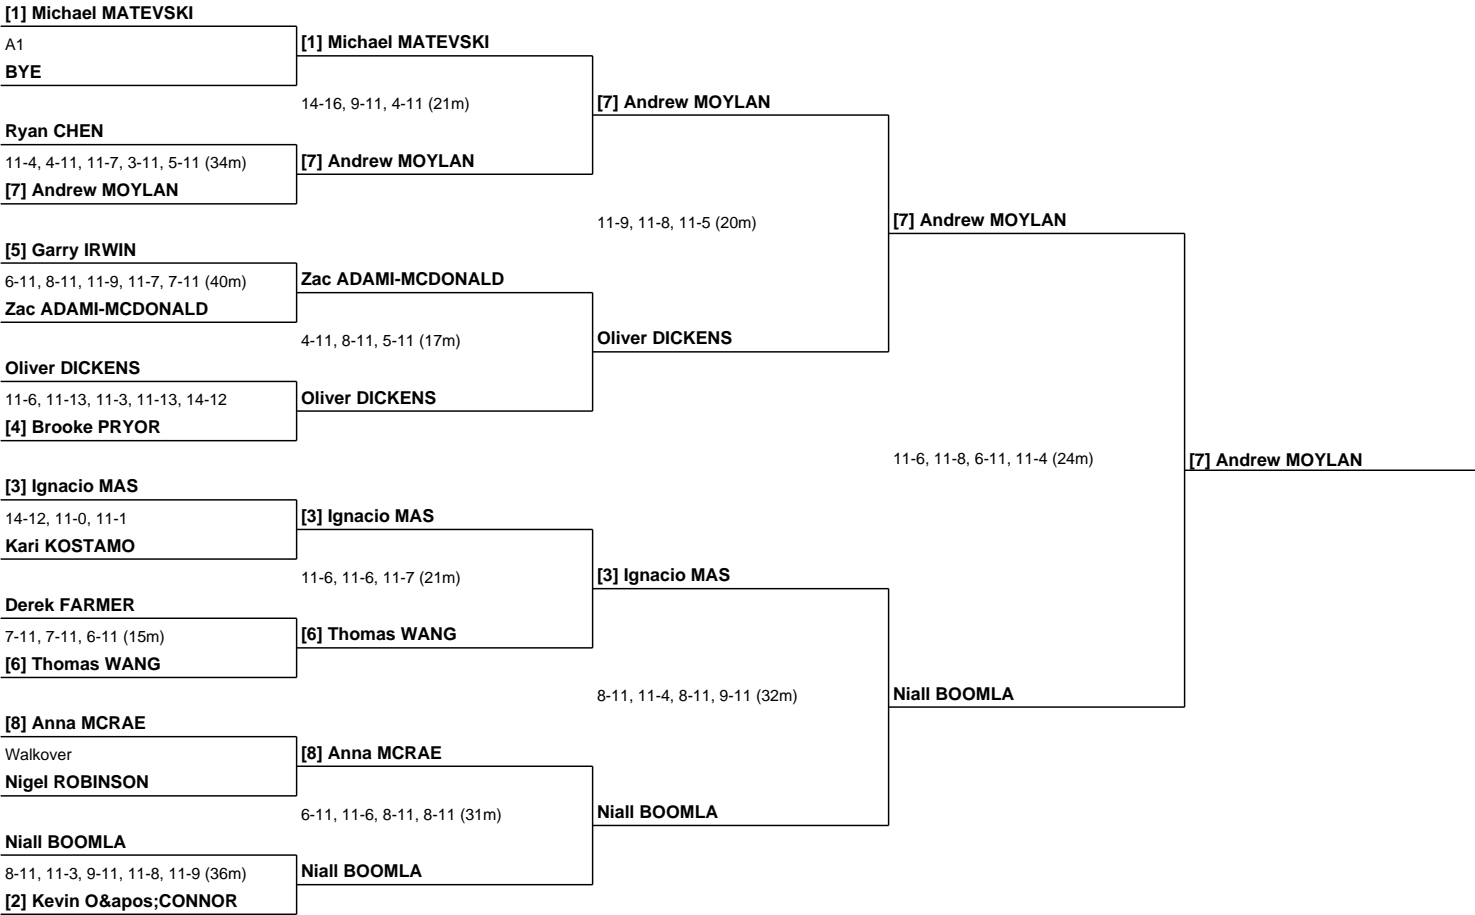 [1] Michael MATEVSKI
A1
BYE
Ryan CHEN
11-4, 4-11, 11-7, 3-11, 5-11 (34m)
[7] Andrew MOYLAN
[5] Garry IRWIN
6-11, 8-11, 11-9, 11-7, 7-11 (40m)
Zac ADAMI-MCDONALD
Oliver DICKENS
11-6, 11-13, 11-3, 11-13, 14-12
[4] Brooke PRYOR
[3] Ignacio MAS
14-12, 11-0, 11-1
Kari KOSTAMO
Derek FARMER
7-11, 7-11, 6-11 (15m)
[6] Thomas WANG
[8] Anna MCRAE
Walkover
Nigel ROBINSON
Niall BOOMLA
8-11, 11-3, 9-11, 11-8, 11-9 (36m)
[2] Kevin O&apos;CONNOR
[1] Michael MATEVSKI
14-16, 9-11, 4-11 (21m)
[7] Andrew MOYLAN
Zac ADAMI-MCDONALD
4-11, 8-11, 5-11 (17m)
Oliver DICKENS
[3] Ignacio MAS
11-6, 11-6, 11-7 (21m)
[6] Thomas WANG
[8] Anna MCRAE
6-11, 11-6, 8-11, 8-11 (31m)
Niall BOOMLA
[7] Andrew MOYLAN
11-9, 11-8, 11-5 (20m)
Oliver DICKENS
[3] Ignacio MAS
8-11, 11-4, 8-11, 9-11 (32m)
Niall BOOMLA
[7] Andrew MOYLAN
11-6, 11-8, 6-11, 11-4 (24m)
Niall BOOMLA
[7] Andrew MOYLAN